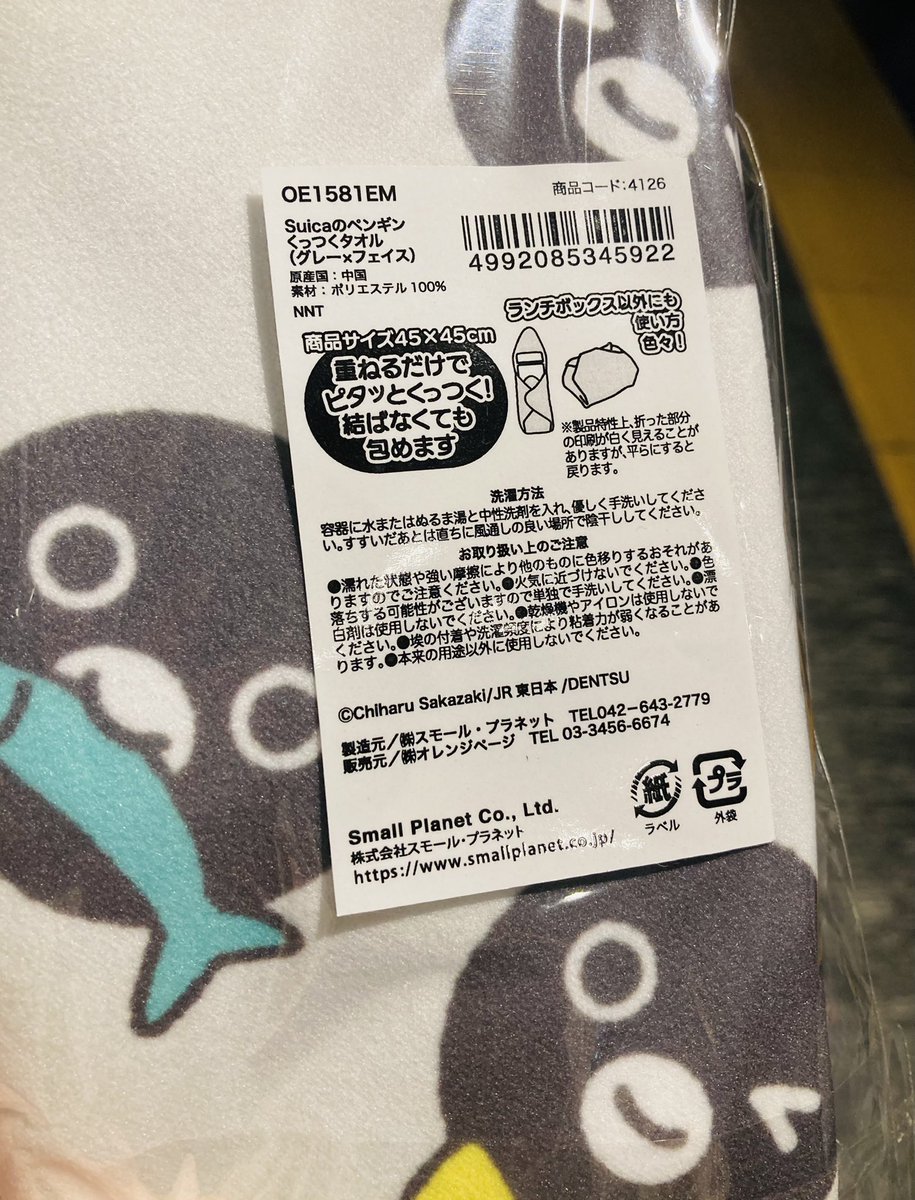 OE1581EM
商品コード:4126
Suicaのペンギン
くっつくタオル
(グレー×フェイス)
原産国：中国
素材：ポリエステル100%
NNT
4992085345922
商品サイズ45×45cm
重ねるだけで
ピタッとくっつく!
結ばなくても
包めます
ランチボックス以外にも
使い方
色々!
※製品特性上、折った部分
の印刷が白く見えることが
ありますが、平らにすると
戻ります。
洗濯方法
容器に水またはぬるま湯と中性洗剤を入れ、優しく手洗いしてくださ
い。すすいだあとは直ちに風通しの良い場所で陰干ししてください。
お取り扱い上のご注意
●濡れた状態や強い摩擦により他のものに色移りするおそれがあ
りますのでご注意ください。●火気に近づけないでください。●色
落ちする可能性がございますので単独で手洗いしてください。●漂
白剤は使用しないでください。●乾燥機やアイロンは使用しないで
ください。●埃の付着や洗濯頻度により粘着力が弱くなることがあ
ります。●本来の用途以外に使用しないでください。
©Chiharu Sakazaki/JR東日本/DENTSU
製造元/㈱スモール・プラネット TEL042-643-2779
販売元/㈱オレンジページ TEL 03-3456-6674
紙
ラベル
プラ
外袋
Small Planet Co., Ltd.
株式会社スモール・プラネット
https://www.smallplanet.co.jp/